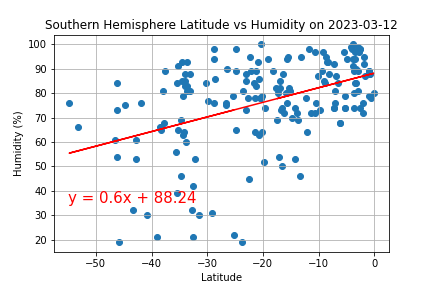 Southern Hemisphere Latitude vs Humidity on 2023-03-12
100
90
80
70
60
50
40
30
20
Humidity (%)
y = 0.6x + 88.24
−50 −40 −30 −20 −10 0
Latitude